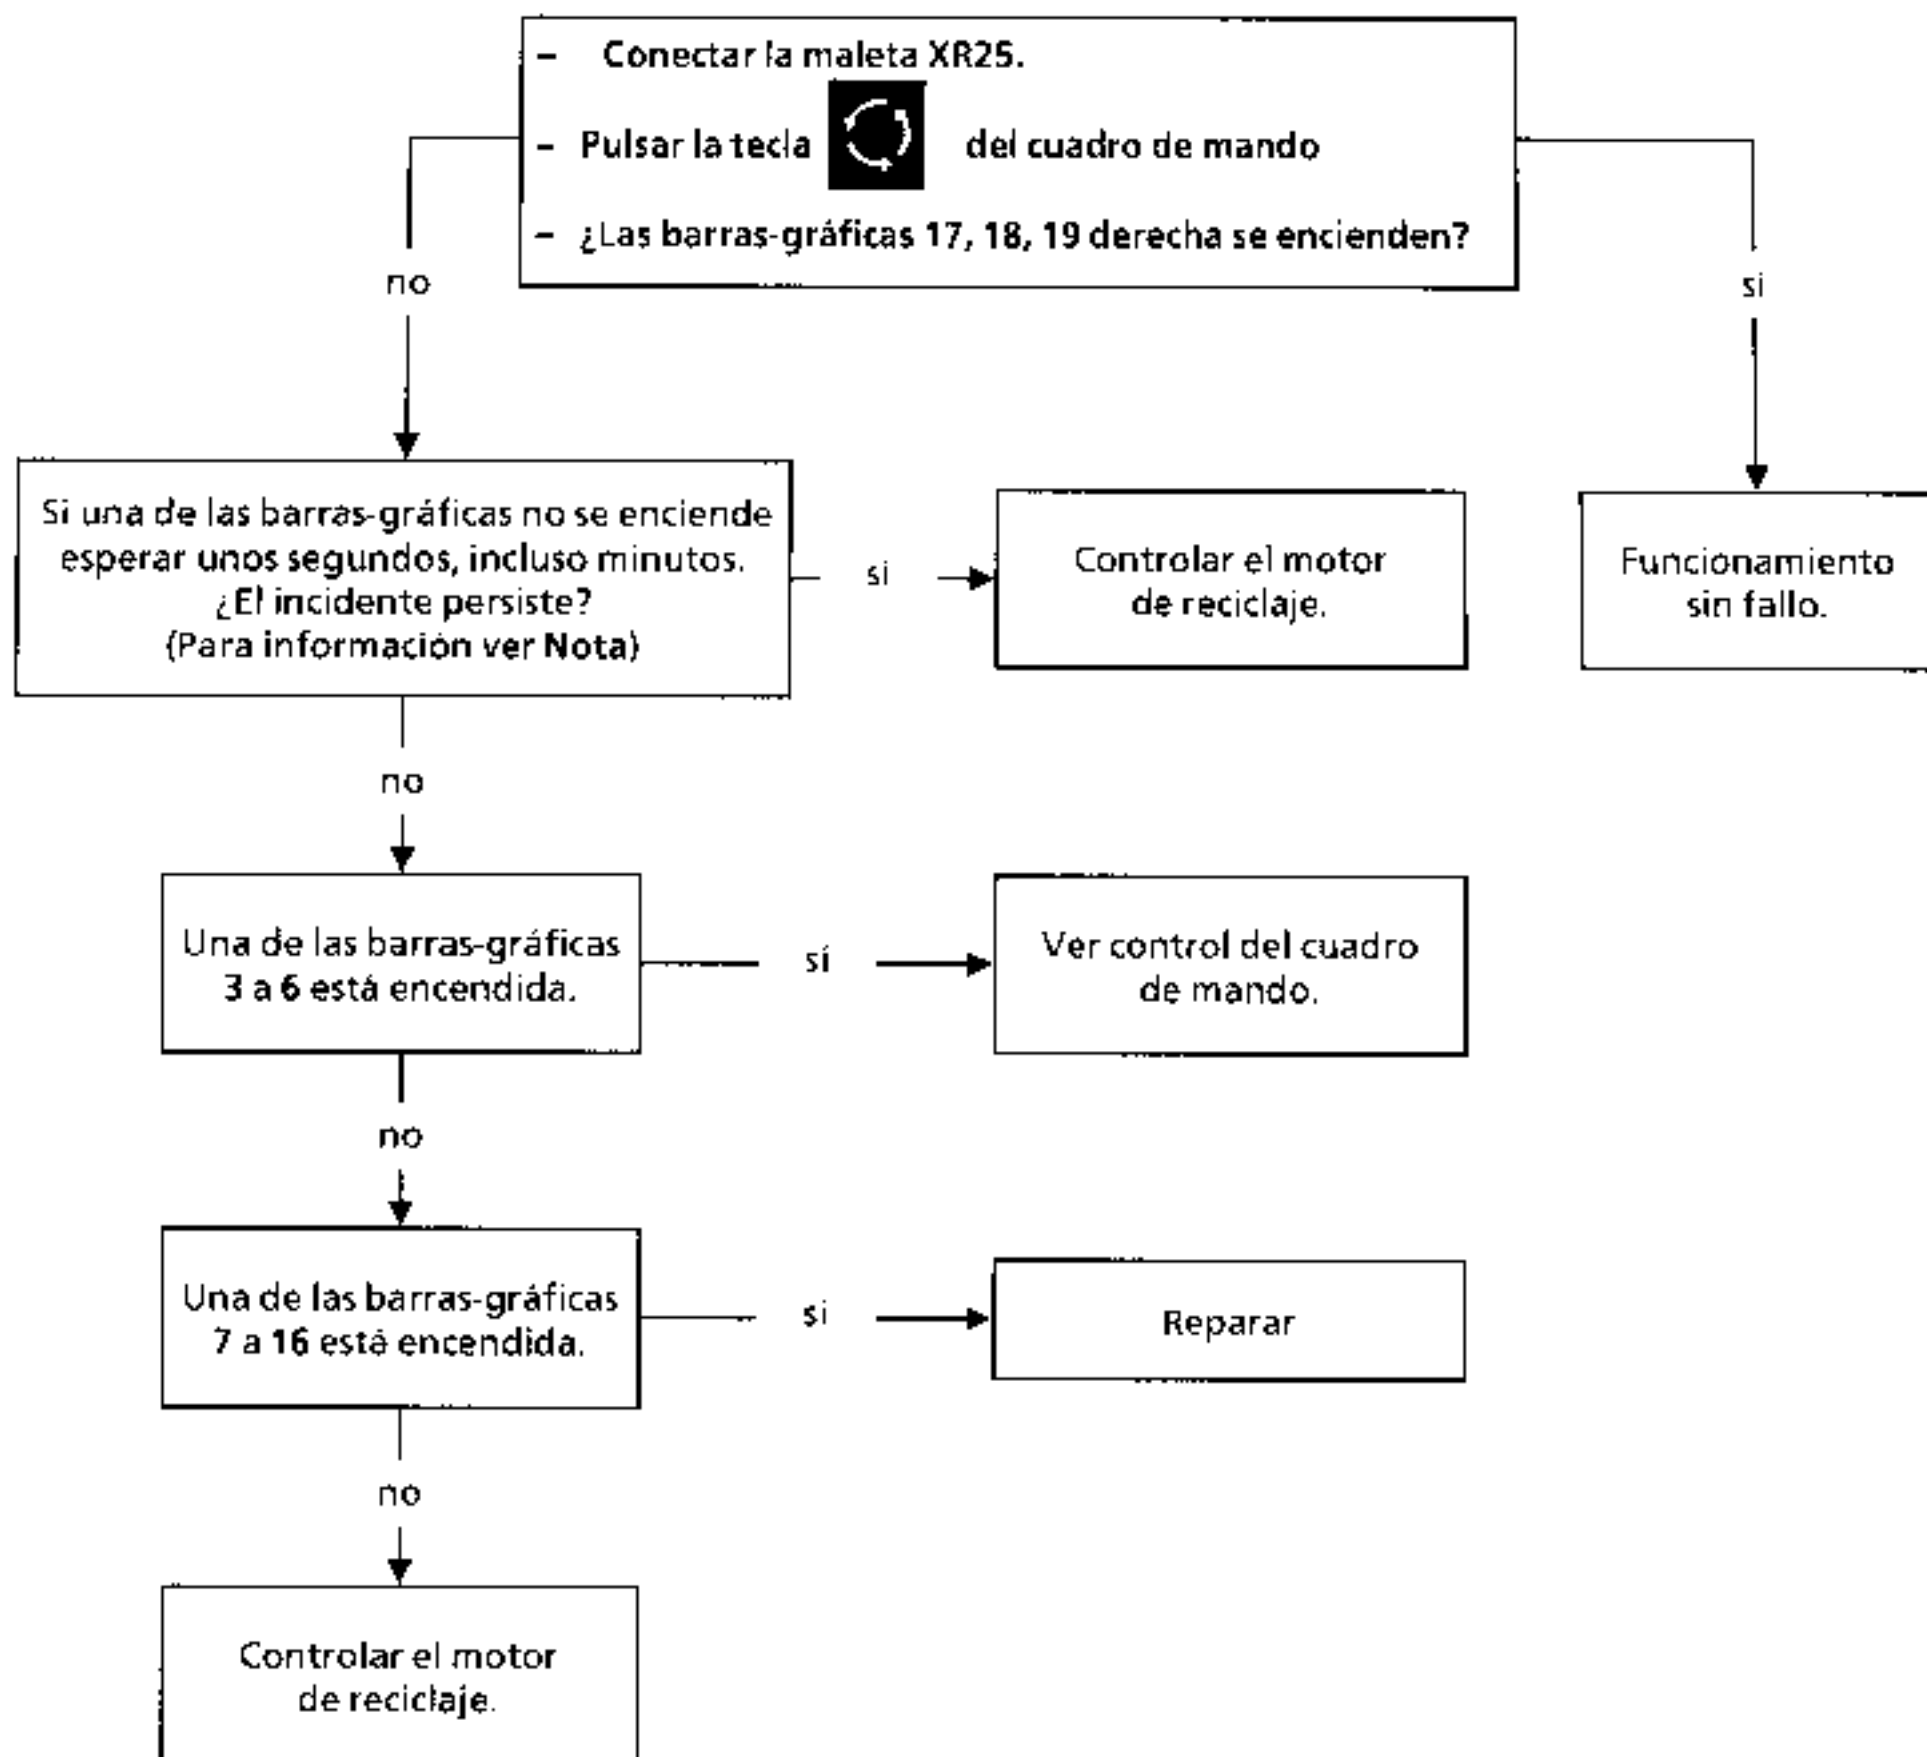 – Conectar la maleta XR25.
– Pulsar la tecla del cuadro de mando
– ¿Las barras-gráficas 17, 18, 19 derecha se encienden?
no
si
Si una de las barras-gráficas no se enciende
esperar unos segundos, incluso minutos.
¿El incidente persiste?
(Para información ver Nota)
si
Controlar el motor
de reciclaje.
Funcionamiento
sin fallo.
no
Una de las barras-gráficas
3 a 6 está encendida.
sí
Ver control del cuadro
de mando.
no
Una de las barras-gráficas
7 a 16 está encendida.
si
Reparar
no
Controlar el motor
de reciclaje.